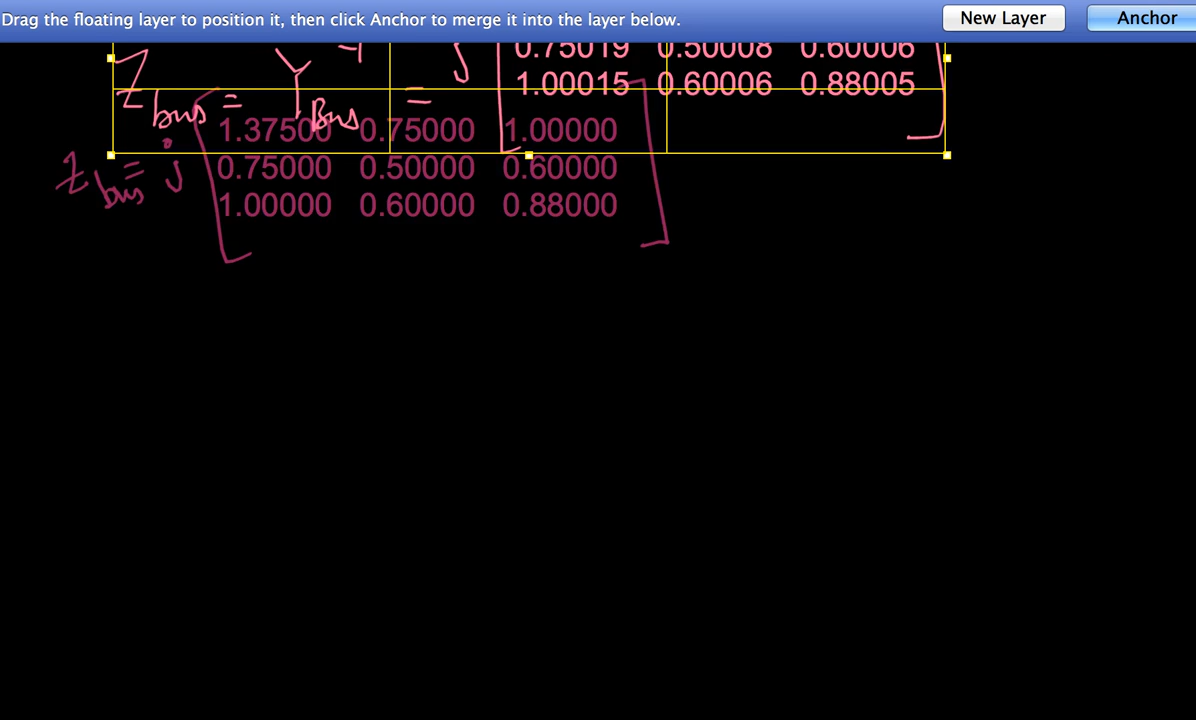 Drag the floating layer to position it, then click Anchor to merge it into the layer below.
New Layer
Anchor
Z bus = Y Bus -1 = j
0.75019 0.50008 0.60006
1.00015 0.60006 0.88005
Z bus = j
1.37500 0.75000 1.00000
0.75000 0.50000 0.60000
1.00000 0.60000 0.88000